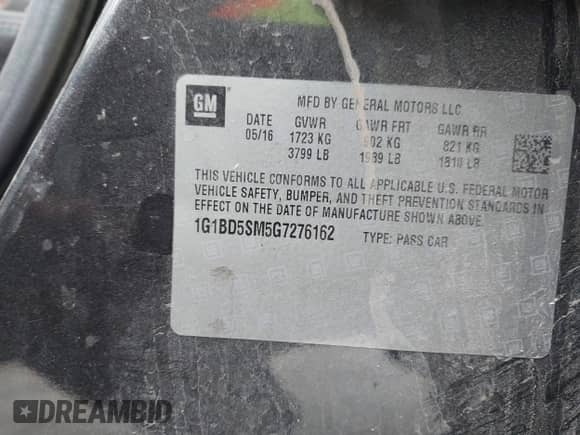 GM
MFD BY GENERAL MOTORS LLC
DATE GVWR GAWR FRT GAWR RR
05/16 1723 KG 902 KG 821 KG
3799 LB 1989 LB 1810 LB
THIS VEHICLE CONFORMS TO ALL APPLICABLE U.S. FEDERAL MOTOR
VEHICLE SAFETY, BUMPER, AND THEFT PREVENTION STANDARDS IN
EFFECT ON THE DATE OF MANUFACTURE SHOWN ABOVE.
1G1BD5SM5G7276162 TYPE: PASS CAR
DREAMBID